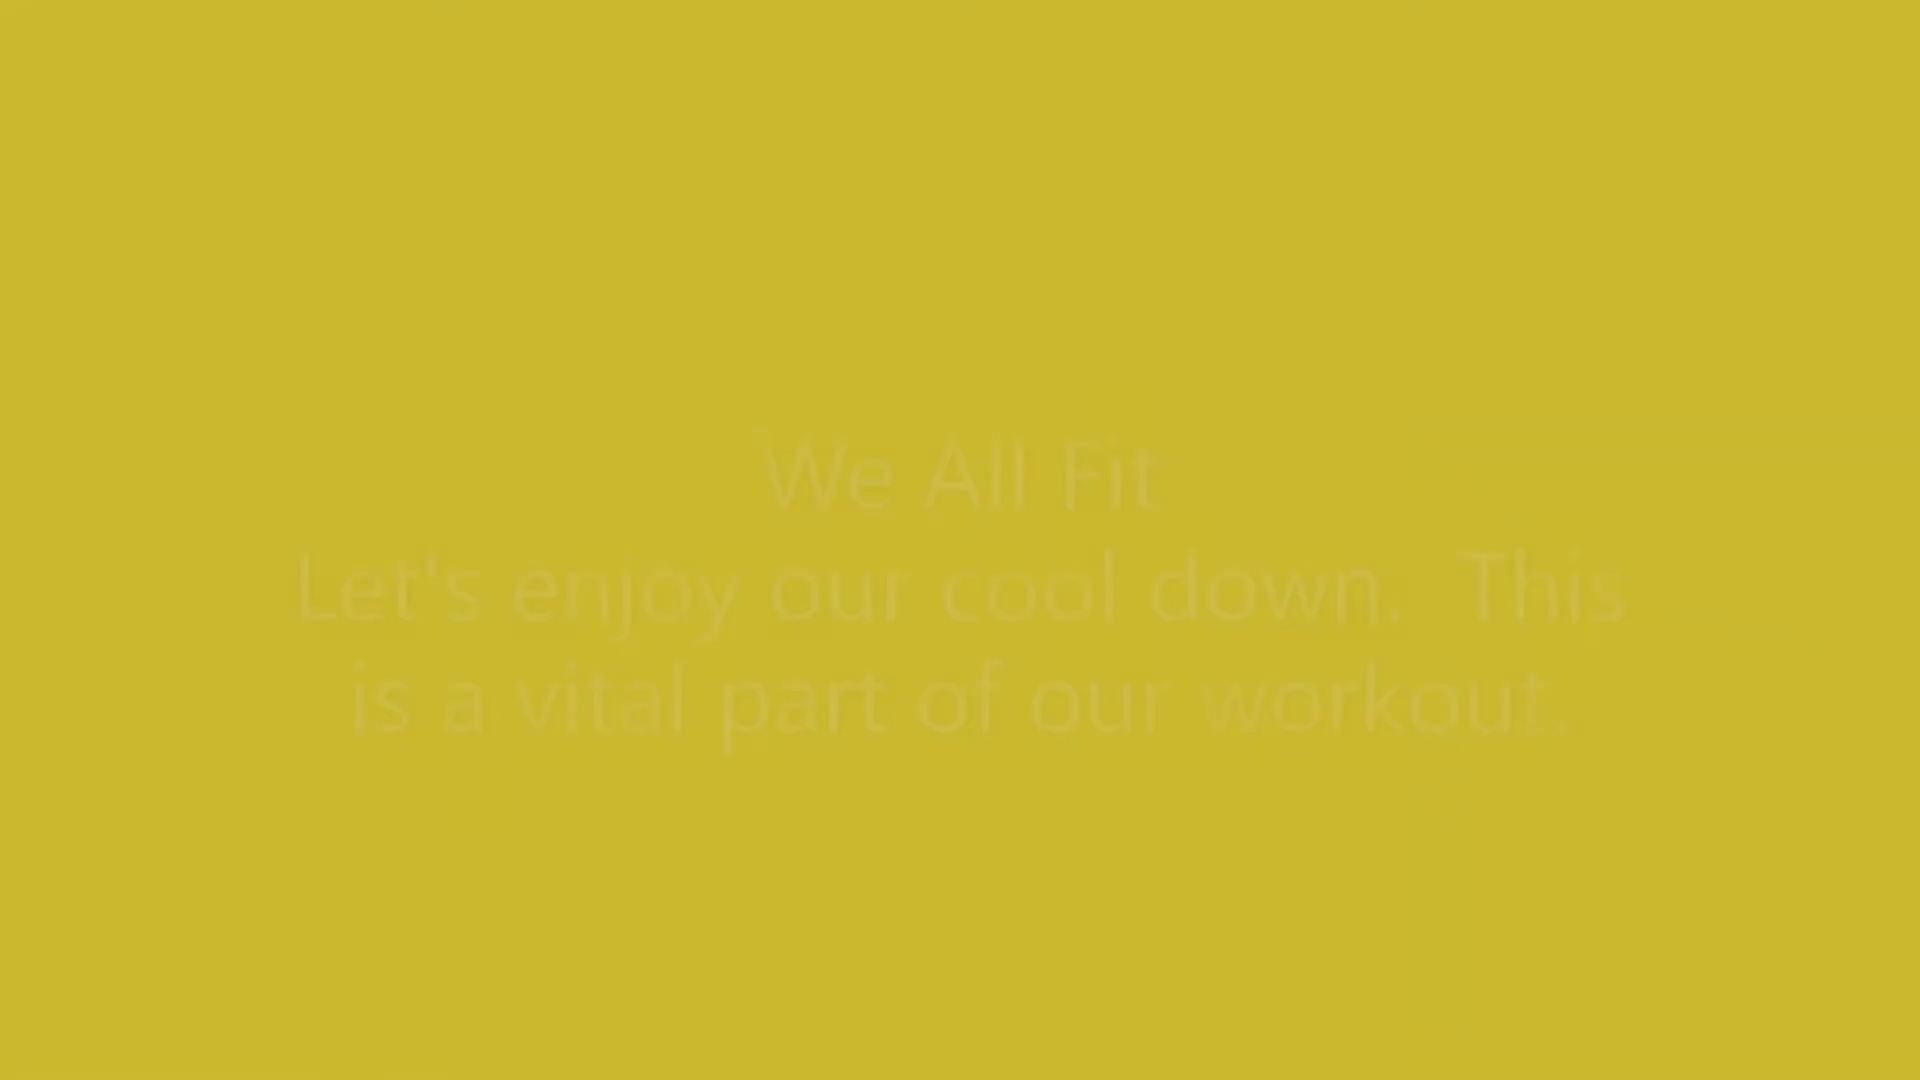 We All Fit
Let's enjoy our cool down.  This
is a vital part of our workout.